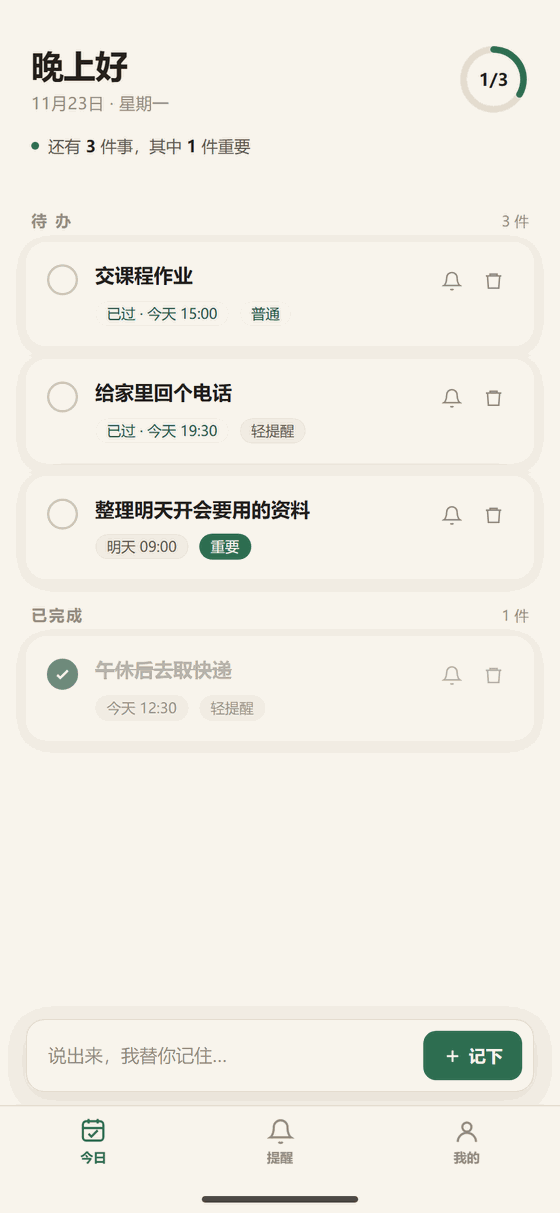 晚上好
11月23日 · 星期一
1/3
还有 3 件事，其中 1 件重要
待 办
3 件
交课程作业
已过 · 今天 15:00 普通
给家里回个电话
已过 · 今天 19:30 轻提醒
整理明天开会要用的资料
明天 09:00 重要
已完成
1 件
午休后去取快递
今天 12:30 轻提醒
说出来，我替你记住...
+ 记下
今日 提醒 我的